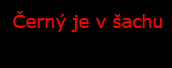 Černý je v šachu